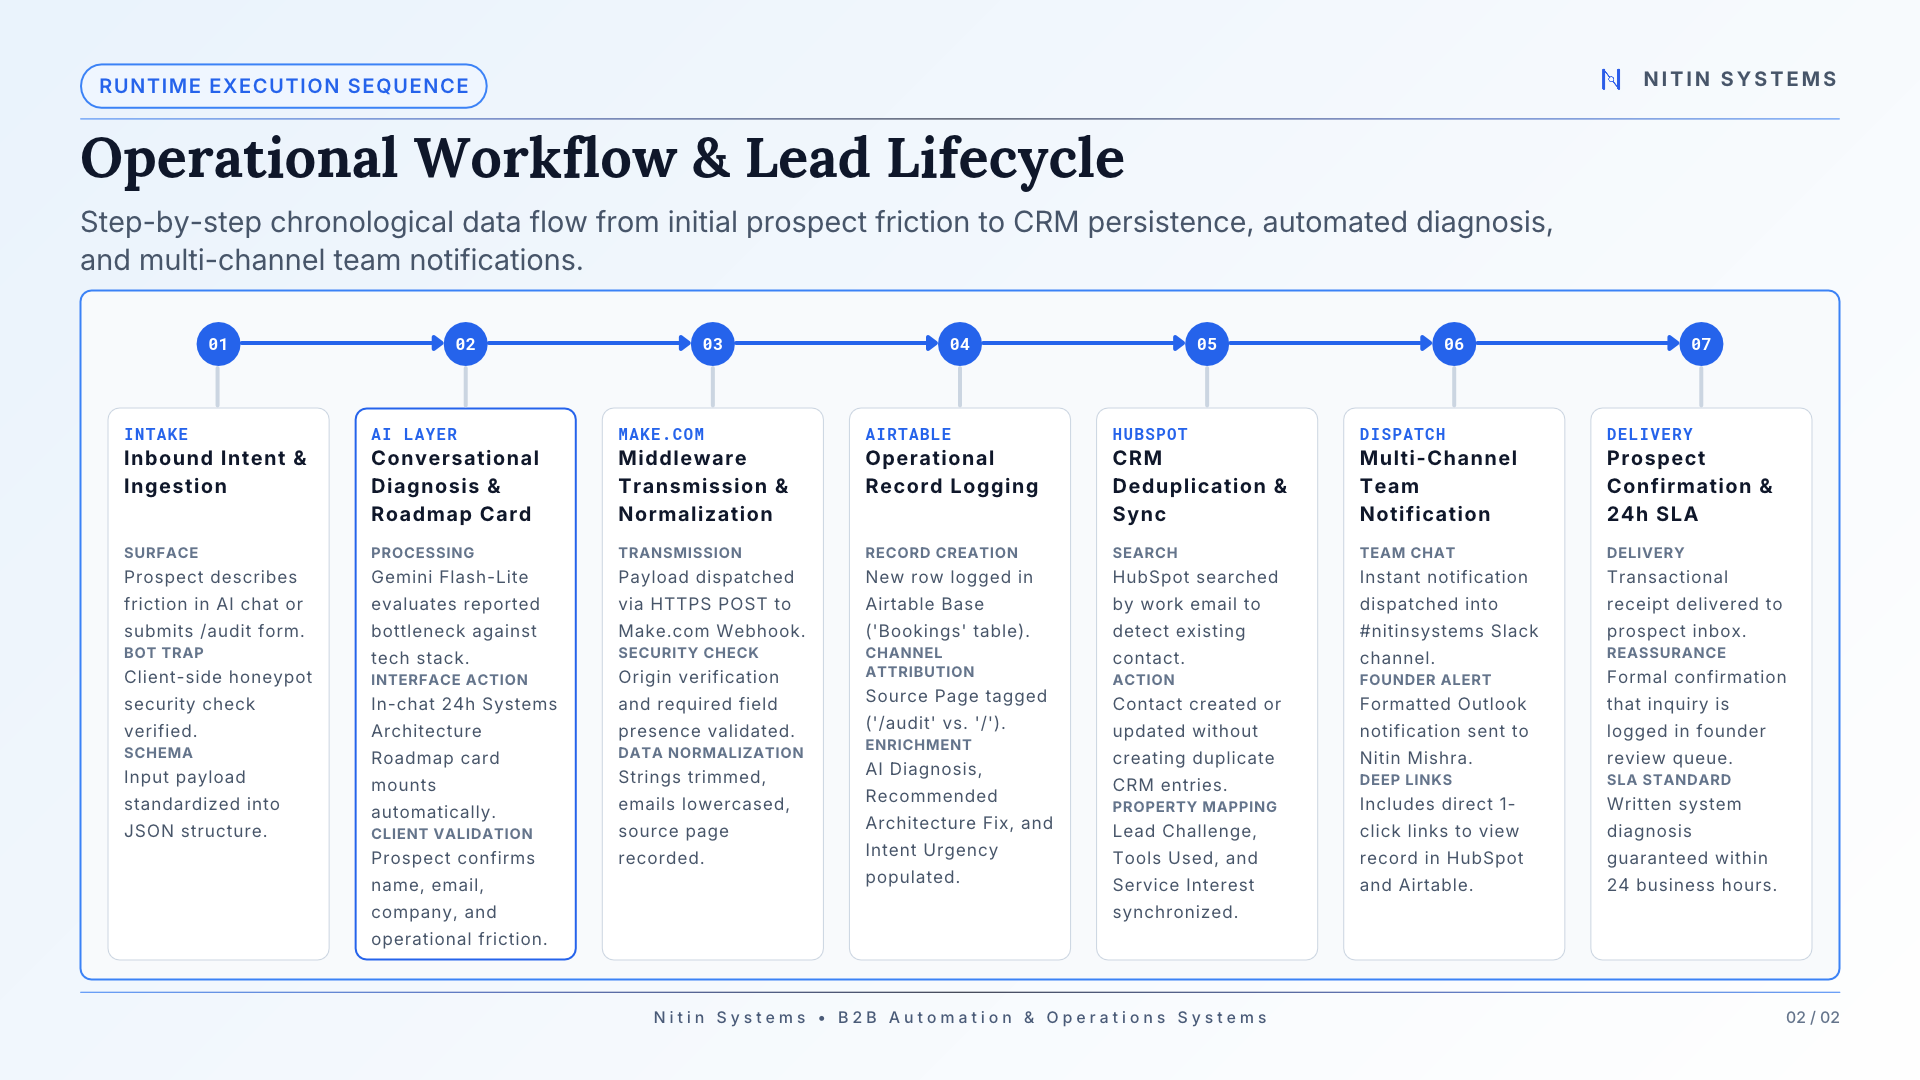 RUNTIME EXECUTION SEQUENCE
NITIN SYSTEMS
Operational Workflow & Lead Lifecycle
Step-by-step chronological data flow from initial prospect friction to CRM persistence, automated diagnosis,
and multi-channel team notifications.
01
02
03
04
05
06
07
INTAKE
Inbound Intent &
Ingestion
SURFACE
Prospect describes
friction in AI chat or
submits /audit form.
BOT TRAP
Client-side honeypot
security check
verified.
SCHEMA
Input payload
standardized into
JSON structure.
AI LAYER
Conversational
Diagnosis &
Roadmap Card
PROCESSING
Gemini Flash-Lite
evaluates reported
bottleneck against
tech stack.
INTERFACE ACTION
In-chat 24h Systems
Architecture
Roadmap card
mounts
automatically.
CLIENT VALIDATION
Prospect confirms
name, email,
company, and
operational friction.
MAKE.COM
Middleware
Transmission &
Normalization
TRANSMISSION
Payload dispatched
via HTTPS POST to
Make.com Webhook.
SECURITY CHECK
Origin verification
and required field
presence validated.
DATA NORMALIZATION
Strings trimmed,
emails lowercased,
source page
recorded.
AIRTABLE
Operational
Record Logging
RECORD CREATION
New row logged in
Airtable Base
('Bookings' table).
CHANNEL
ATTRIBUTION
Source Page tagged
('/audit' vs. '/').
ENRICHMENT
AI Diagnosis,
Recommended
Architecture Fix, and
Intent Urgency
populated.
HUBSPOT
CRM
Deduplication &
Sync
SEARCH
HubSpot searched
by work email to
detect existing
contact.
ACTION
Contact created or
updated without
creating duplicate
CRM entries.
PROPERTY MAPPING
Lead Challenge,
Tools Used, and
Service Interest
synchronized.
DISPATCH
Multi-Channel
Team
Notification
TEAM CHAT
Instant notification
dispatched into
#nitinsystems Slack
channel.
FOUNDER ALERT
Formatted Outlook
notification sent to
Nitin Mishra.
DEEP LINKS
Includes direct 1-
click links to view
record in HubSpot
and Airtable.
DELIVERY
Prospect
Confirmation &
24h SLA
DELIVERY
Transactional
receipt delivered to
prospect inbox.
REASSURANCE
Formal confirmation
that inquiry is
logged in founder
review queue.
SLA STANDARD
Written system
diagnosis
guaranteed within
24 business hours.
Nitin Systems • B2B Automation & Operations Systems
02 / 02